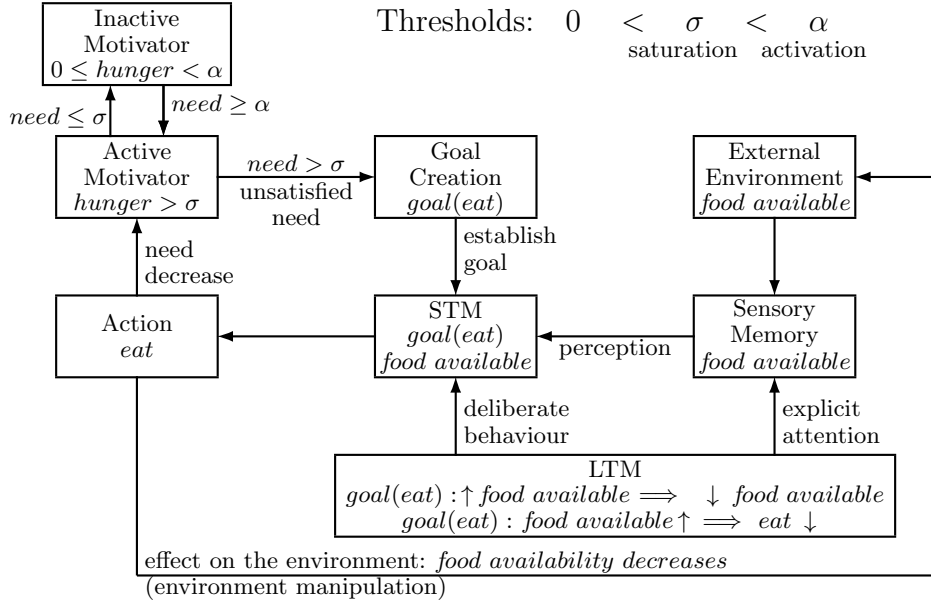 Inactive
Motivator
0 ≤ hunger < α
Thresholds: 0 < σ < α
saturation activation
need ≤ σ
need ≥ α
Active
Motivator
hunger > σ
need > σ
unsatisfied
need
Goal
Creation
goal(eat)
External
Environment
food available
need
decrease
establish
goal
Action
eat
STM
goal(eat)
food available
perception
Sensory
Memory
food available
deliberate
behaviour
explicit
attention
LTM
goal(eat) : ↑ food available ⟹ ↓ food available
goal(eat) : food available ↑ ⟹ eat ↓
effect on the environment: food availability decreases
(environment manipulation)